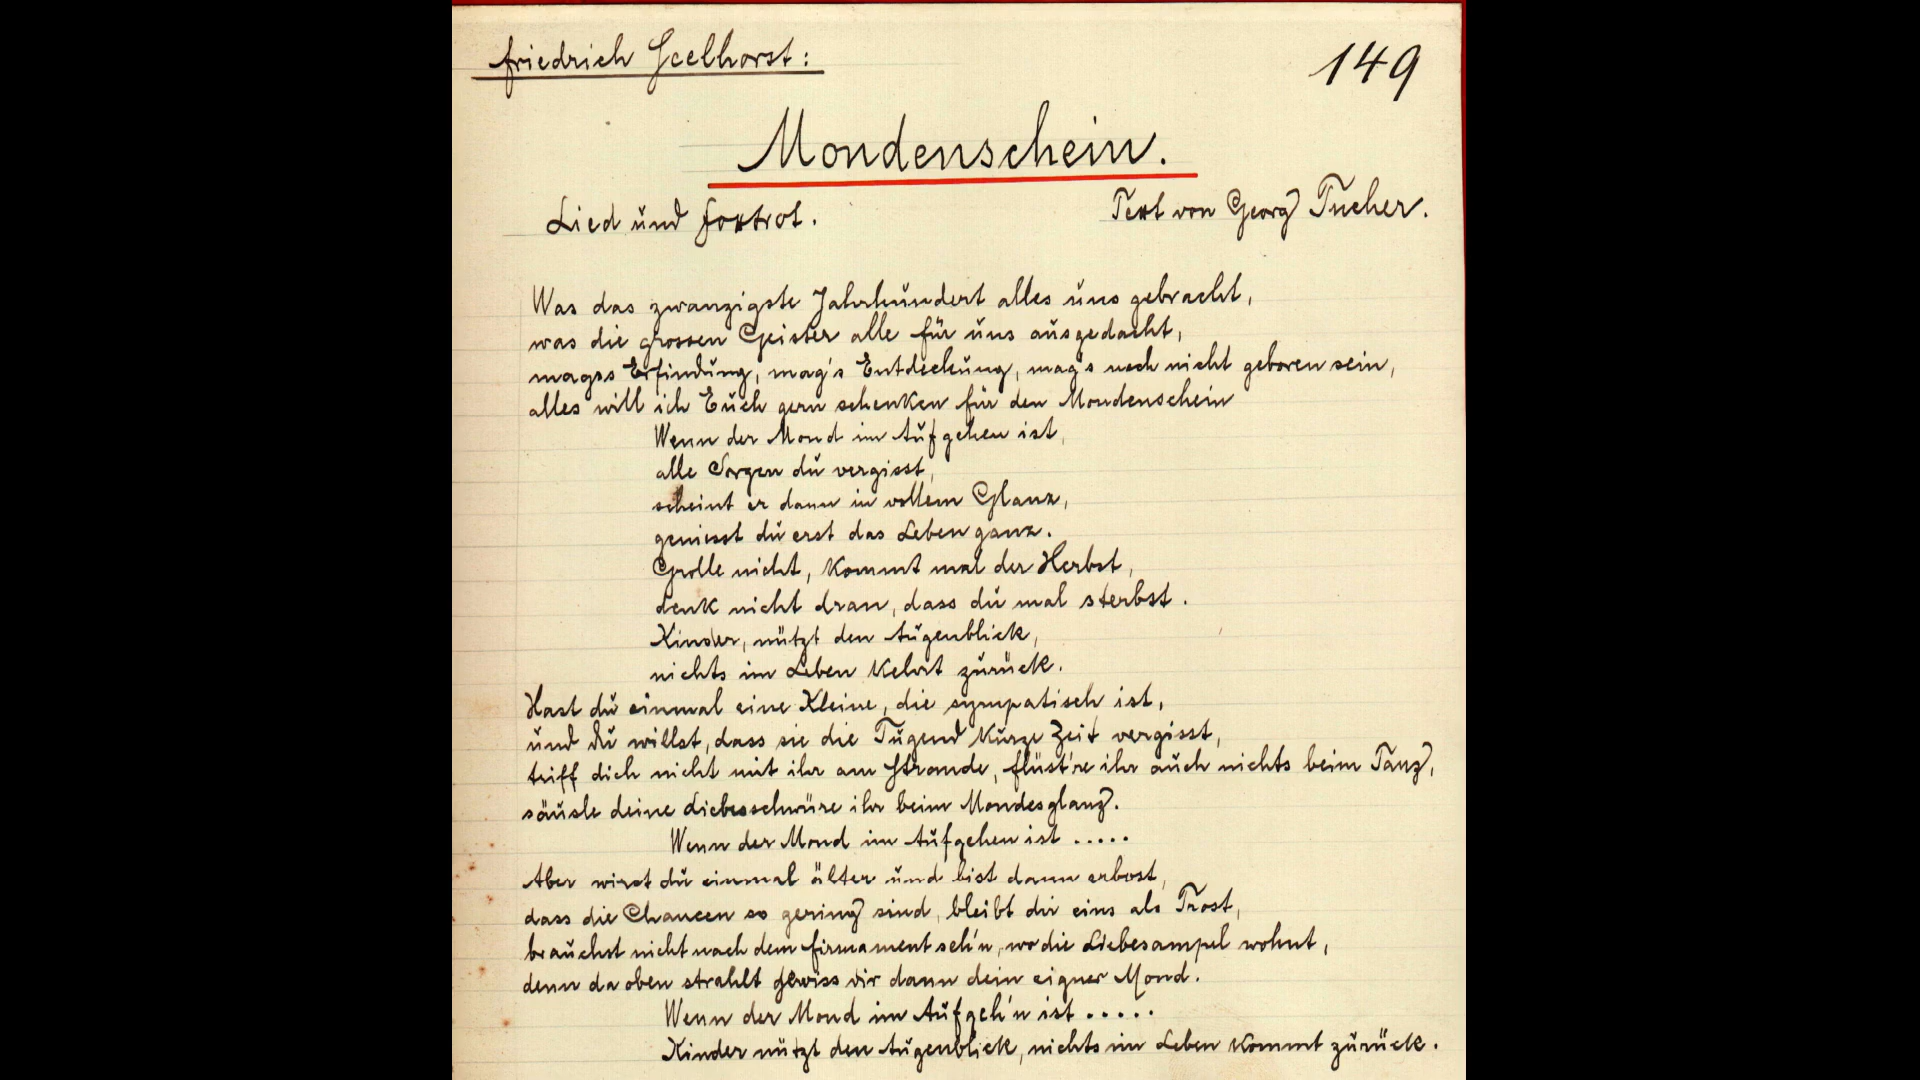 Friedrich Geelhorst:
149
Mondenschein.
Lied und Foxtrot.
Text von Georg Tucher.
Was das zwanzigste Jahrhundert alles uns gebracht,
was die grossen Geister alle für uns ausgedacht,
mags Erfindung, mag's Entdeckung, mag's noch nicht geboren sein,
alles will ich Euch gern schenken für den Mondenschein
Wenn der Mond im Aufgehen ist,
alle Sorgen du vergisst,
scheint er dann in vollem Glanz,
geniesst du erst das Leben ganz.
Grolle nicht, kommt mal der Herbst,
denk nicht dran, dass du mal sterbst.
Kinder, nützt den Augenblick,
nichts im Leben kehrt zurück.
Hast du einmal eine Kleine, die sympatisch ist,
und du willst, dass sie die Tugend kurze Zeit vergisst,
triff dich nicht mit ihr am Strande, flüst're ihr auch nichts beim Tanz,
säusle deine Liebesschwüre ihr beim Mondesglanz.
Wenn der Mond im Aufgehen ist .....
Aber wirst du einmal älter und bist dann erbost,
dass die Chancen so gering sind, bleibt dir eins als Trost,
brauchst nicht nach dem Firmament seh'n, wo die Liebesampel wohnt,
denn da oben strahlt gewiss dir dann dein eigner Mond.
Wenn der Mond im Aufgeh'n ist .....
Kinder nützt den Augenblick, nichts im Leben kommt zurück.